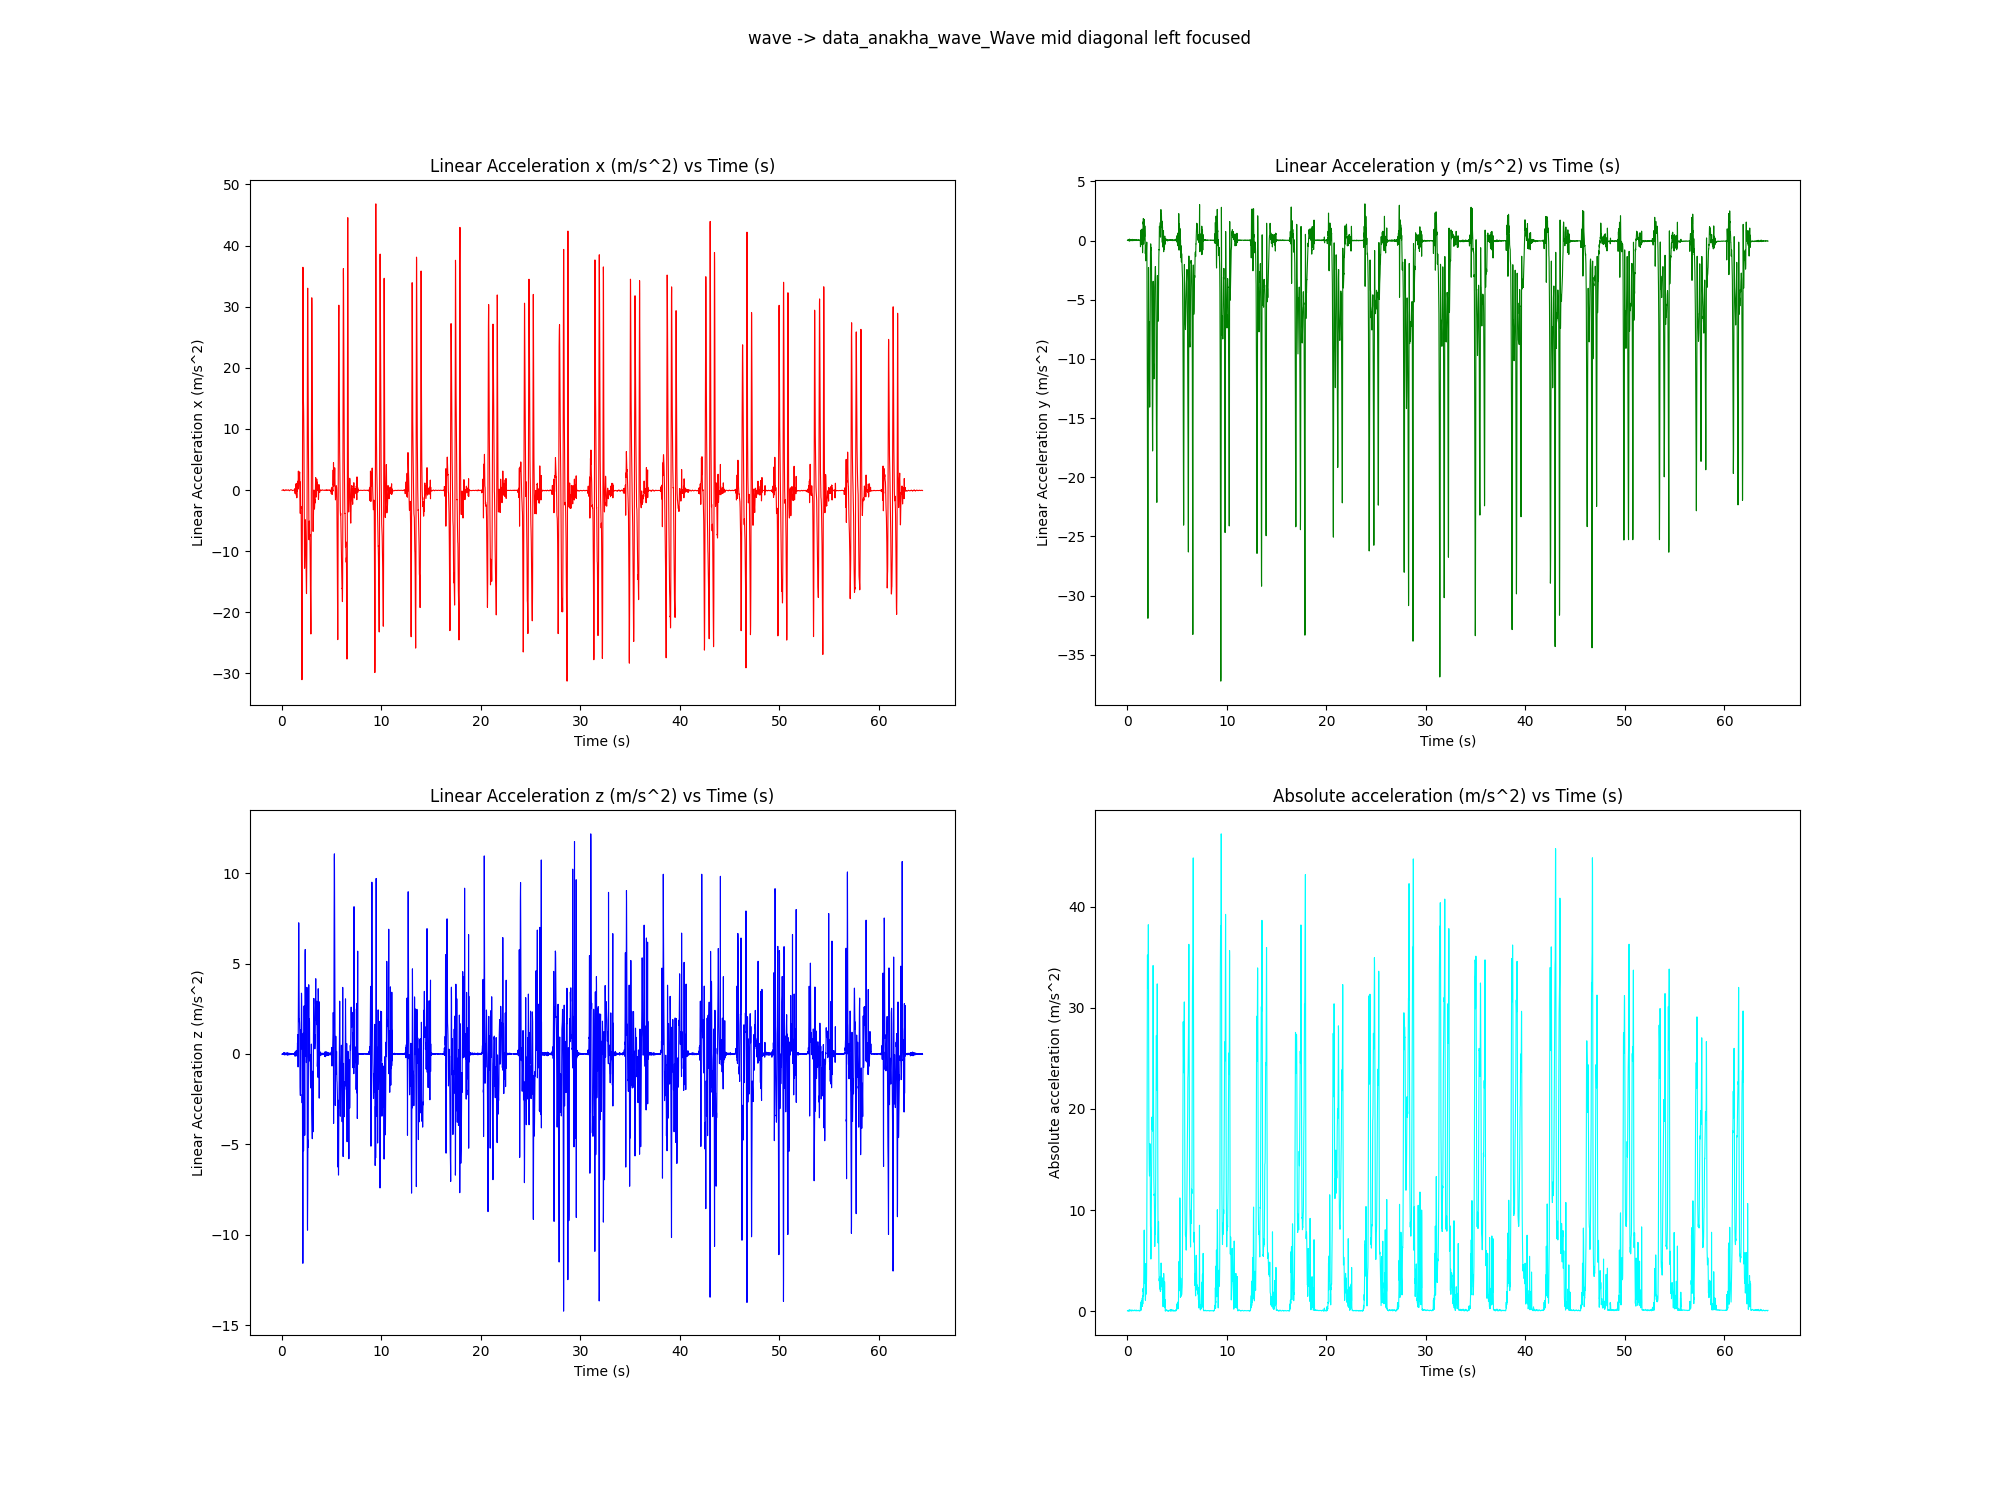 wave -> data_anakha_wave_Wave mid diagonal left focused
Linear Acceleration x (m/s^2) vs Time (s)
Linear Acceleration x (m/s^2)
50
40
30
20
10
0
−10
−20
−30
0 10 20 30 40 50 60
Time (s)
Linear Acceleration y (m/s^2) vs Time (s)
Linear Acceleration y (m/s^2)
5
0
−5
−10
−15
−20
−25
−30
−35
0 10 20 30 40 50 60
Time (s)
Linear Acceleration z (m/s^2) vs Time (s)
Linear Acceleration z (m/s^2)
10
5
0
−5
−10
−15
0 10 20 30 40 50 60
Time (s)
Absolute acceleration (m/s^2) vs Time (s)
Absolute acceleration (m/s^2)
40
30
20
10
0
0 10 20 30 40 50 60
Time (s)